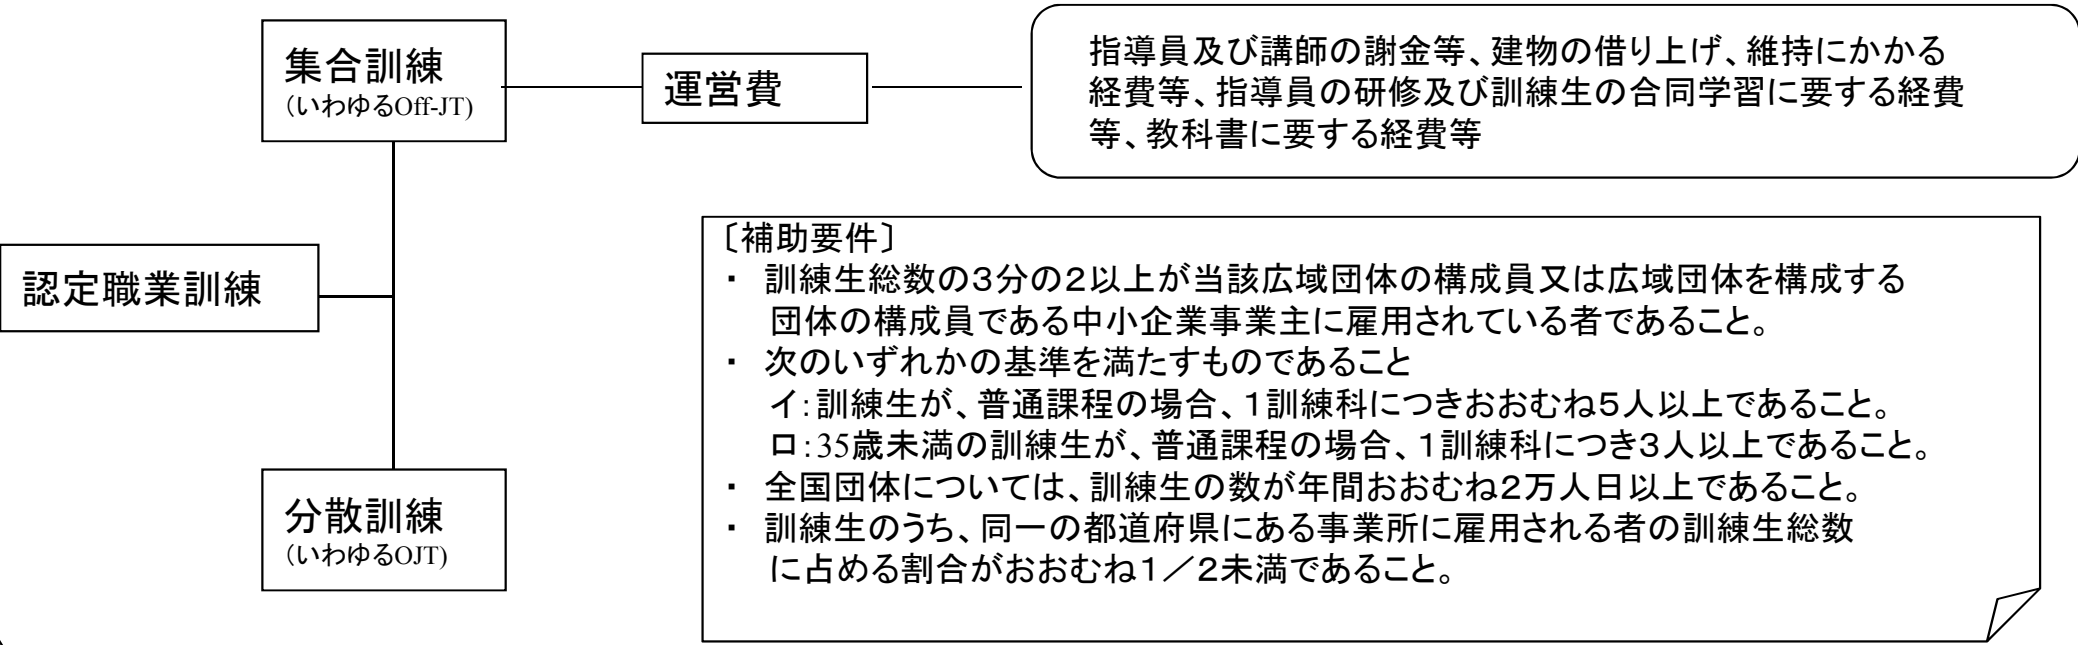 集合訓練
(いわゆるOff-JT)
運営費
指導員及び講師の謝金等、建物の借り上げ、維持にかかる
経費等、指導員の研修及び訓練生の合同学習に要する経費
等、教科書に要する経費等
認定職業訓練
分散訓練
(いわゆるOJT)
〔補助要件〕
・ 訓練生総数の3分の2以上が当該広域団体の構成員又は広域団体を構成する
団体の構成員である中小企業事業主に雇用されている者であること。
・ 次のいずれかの基準を満たすものであること
イ:訓練生が、普通課程の場合、1訓練科につきおおむね5人以上であること。
ロ:35歳未満の訓練生が、普通課程の場合、1訓練科につき3人以上であること。
・ 全国団体については、訓練生の数が年間おおむね2万人日以上であること。
・ 訓練生のうち、同一の都道府県にある事業所に雇用される者の訓練生総数
に占める割合がおおむね1/2未満であること。